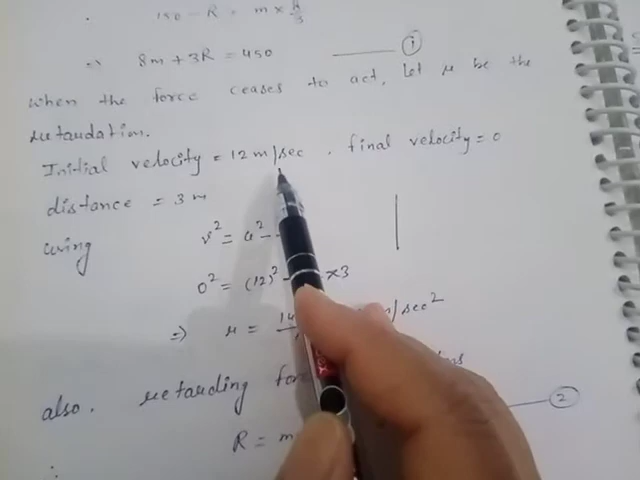 150 - R = m × 8/3
⇒ 8m + 3R = 450 ——— ①
when the force ceases to act, Let r be the
retardation.
Initial velocity = 12 m/sec . final velocity = 0
distance = 3 m
using v² = u² -
0² = (12)² - ×3
⇒ r = /sec²
also. retarding
②
R = m